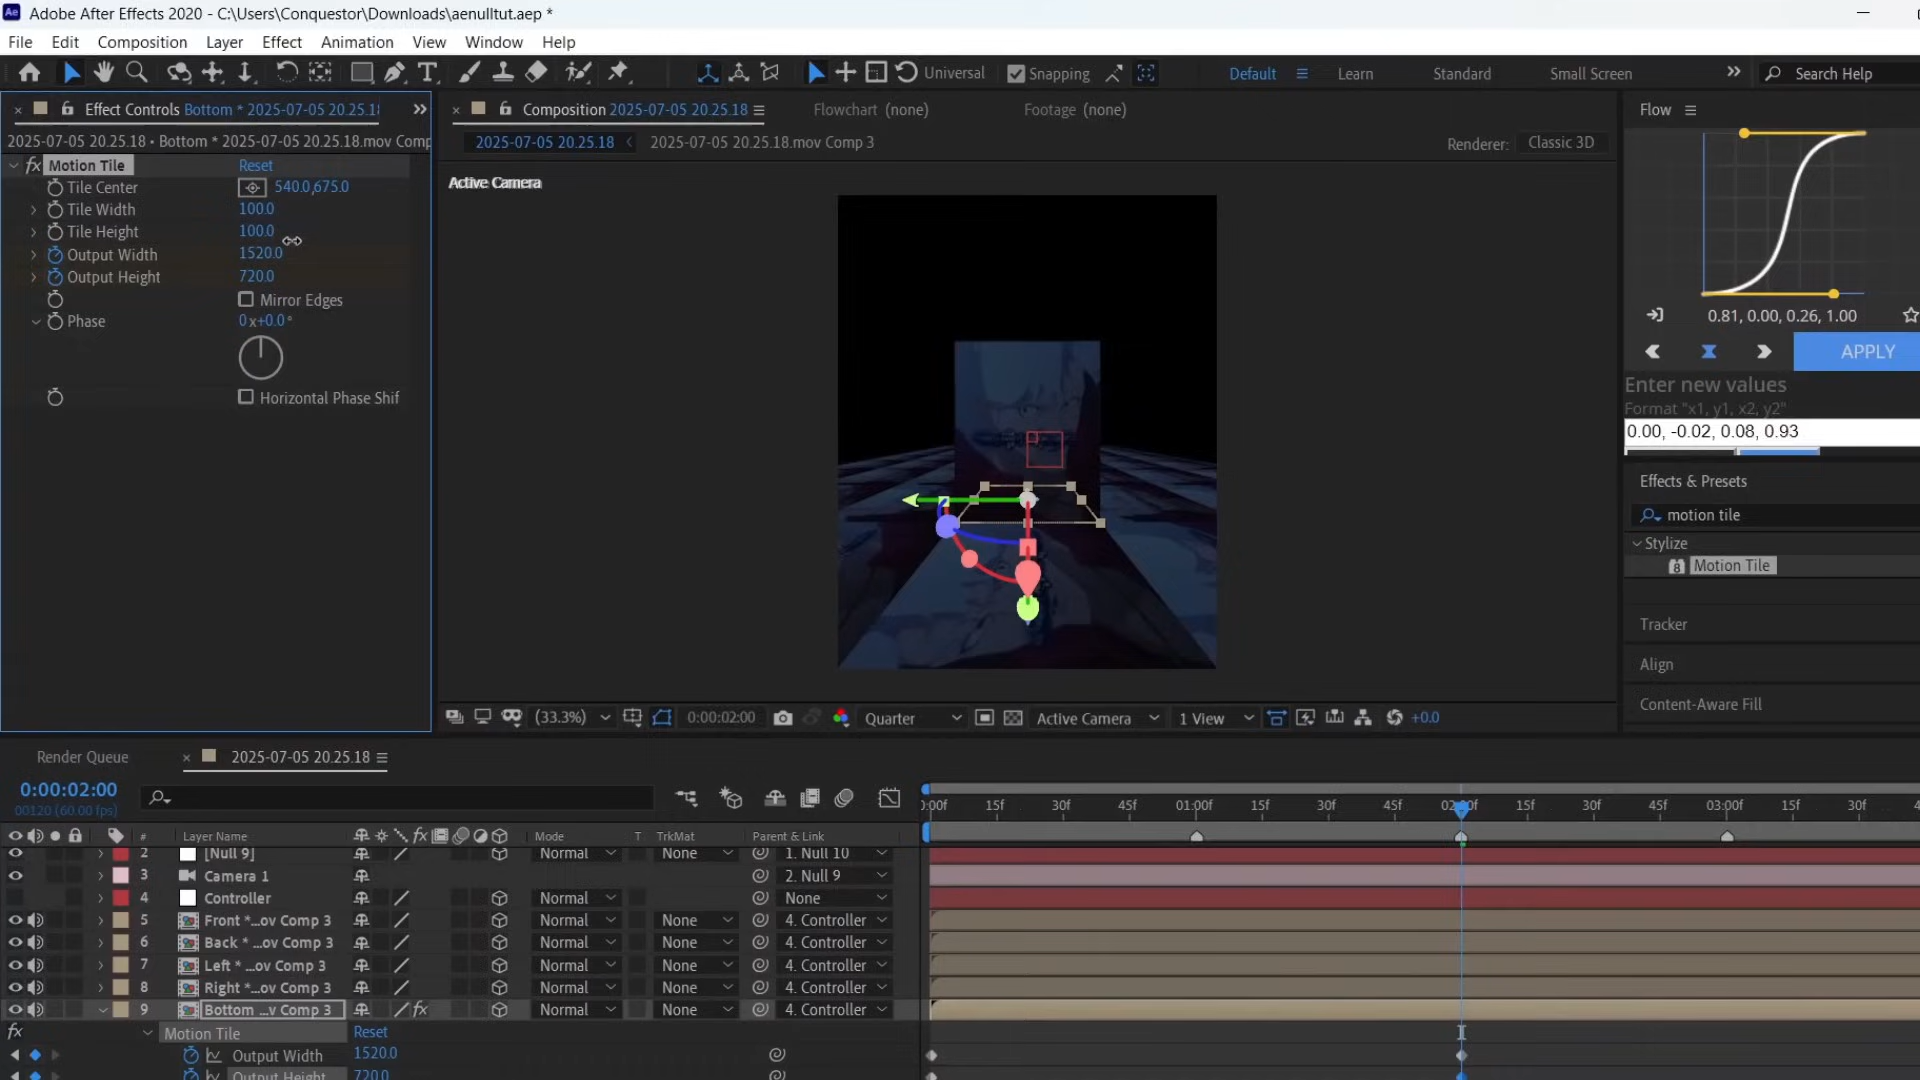 Adobe After Effects 2020 - C:\Users\Conquestor\Downloads\aenulltut.aep *
File Edit Composition Layer Effect Animation View Window Help
Universal Snapping Default Learn Standard Small Screen Search Help
Effect Controls Bottom * 2025-07-05 20.25.18
2025-07-05 20.25.18 • Bottom * 2025-07-05 20.25.18.mov Comp
fx Motion Tile Reset
Tile Center 540.0,675.0
Tile Width 100.0
Tile Height 100.0
Output Width 1520.0
Output Height 720.0
Mirror Edges
Phase 0x+0.0°
Horizontal Phase Shif
Composition 2025-07-05 20.25.18 Flowchart (none) Footage (none)
2025-07-05 20.25.18 2025-07-05 20.25.18.mov Comp 3
Renderer: Classic 3D
Active Camera
(33.3%) 0:00:02:00 Quarter Active Camera 1 View +0.0
Flow
0.81, 0.00, 0.26, 1.00
APPLY
Enter new values
Format "x1, y1, x2, y2"
0.00, -0.02, 0.08, 0.93
Effects & Presets
motion tile
Stylize
8 Motion Tile
Tracker
Align
Content-Aware Fill
Render Queue 2025-07-05 20.25.18
0:00:02:00
00120 (60.00 fps)
0:00f 15f 30f 45f 01:00f 15f 30f 45f 02:00f 15f 30f 45f 03:00f 15f 30f 4
# Layer Name fx Mode T TrkMat Parent & Link
2 [Null 9] Normal None 1. Null 10
3 Camera 1 2. Null 9
4 Controller Normal None
5 Front *...ov Comp 3 Normal None 4. Controller
6 Back * ...ov Comp 3 Normal None 4. Controller
7 Left * ...ov Comp 3 Normal None 4. Controller
8 Right *...ov Comp 3 Normal None 4. Controller
9 Bottom ...v Comp 3 fx Normal None 4. Controller
fx Motion Tile Reset
Output Width 1520.0
Output Height 720.0